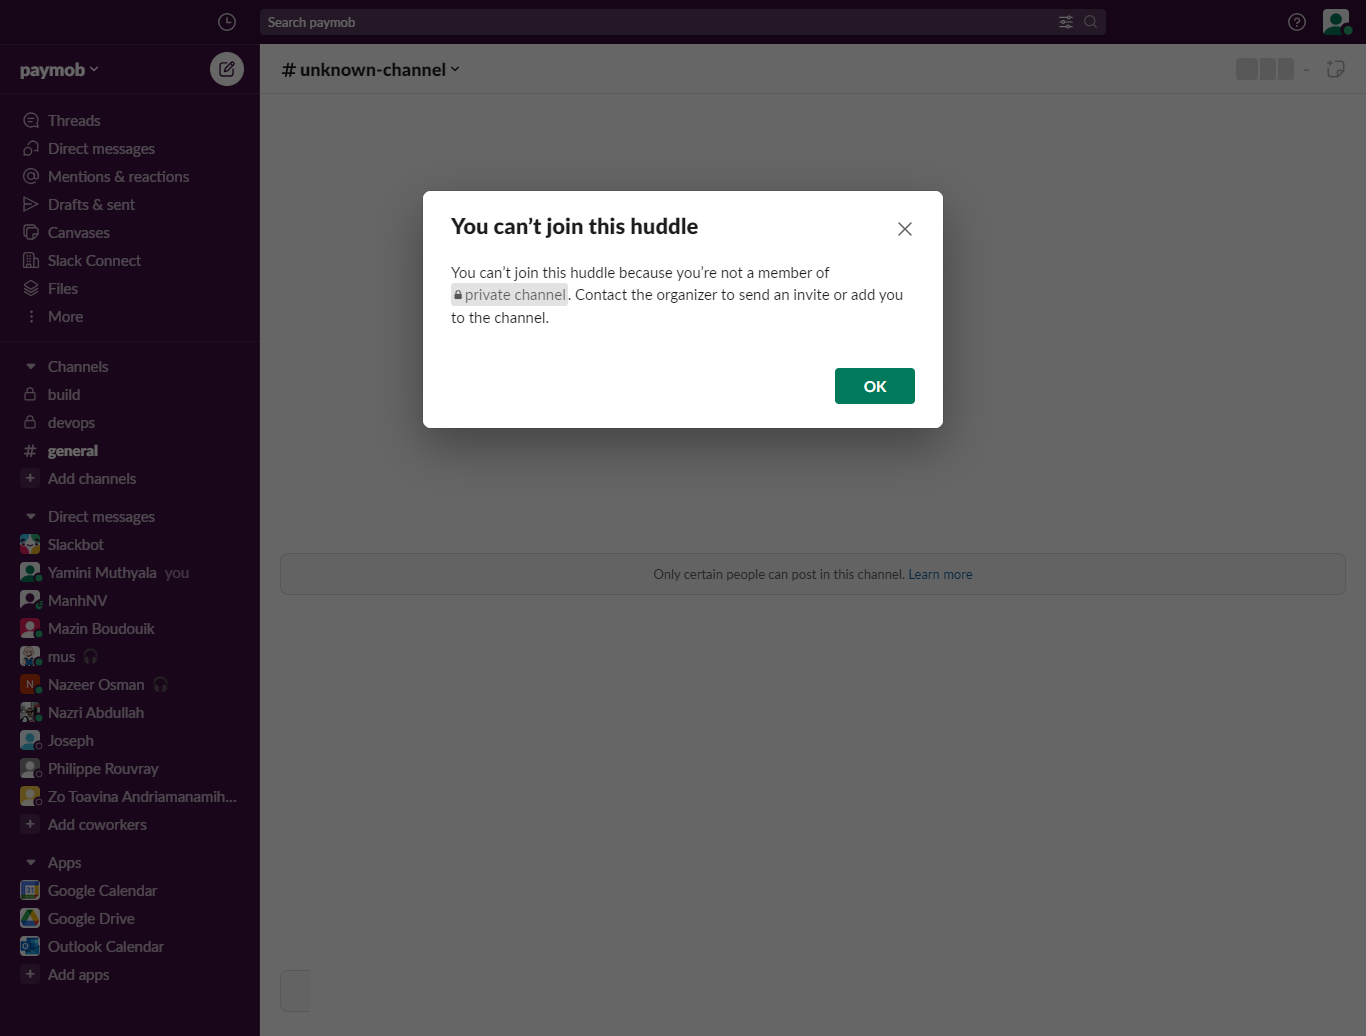 Search paymob
paymob
# unknown-channel
-
Threads
Direct messages
Mentions & reactions
Drafts & sent
Canvases
Slack Connect
Files
More
You can’t join this huddle
You can’t join this huddle because you’re not a member of
private channel. Contact the organizer to send an invite or add you
to the channel.
OK
Channels
build
devops
# general
+ Add channels
Direct messages
Slackbot
Yamini Muthyala you
ManhNV
Mazin Boudouik
mus
N Nazeer Osman
Nazri Abdullah
Joseph
Philippe Rouvray
Zo Toavina Andriamanamih...
+ Add coworkers
Only certain people can post in this channel. Learn more
Apps
31 Google Calendar
Google Drive
Outlook Calendar
+ Add apps